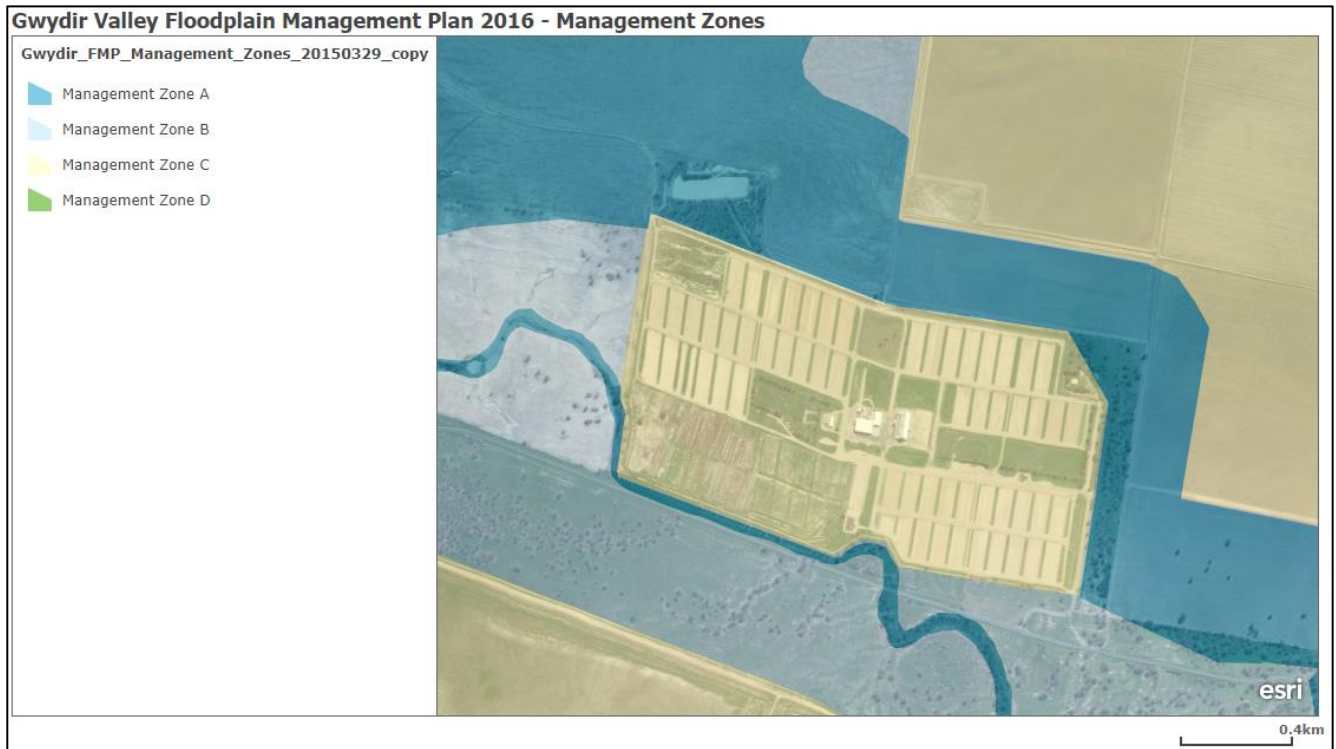 Gwydir Valley Floodplain Management Plan 2016 - Management Zones
Gwydir_FMP_Management_Zones_20150329_copy
Management Zone A
Management Zone B
Management Zone C
Management Zone D
esri
0.4km